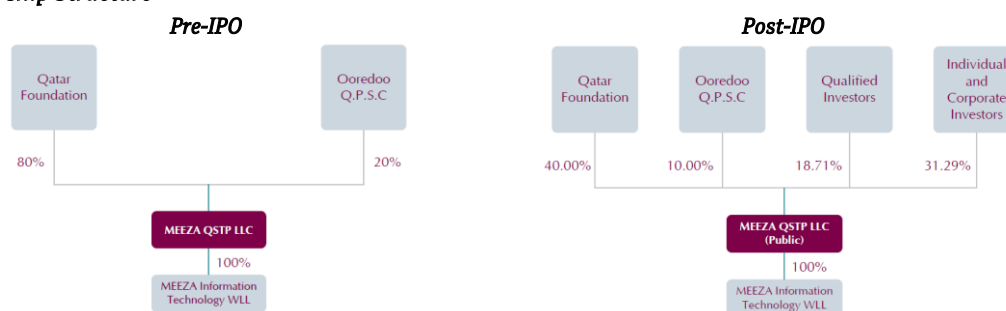 Pre-IPO
Post-IPO
Qatar
Foundation
Ooredoo
Q.P.S.C
80%
20%
MEEZA QSTP LLC
100%
MEEZA Information
Technology WLL
Qatar
Foundation
Ooredoo
Q.P.S.C
Qualified
Investors
Individual
and
Corporate
Investors
40.00%
10.00%
18.71%
31.29%
MEEZA QSTP LLC
(Public)
100%
MEEZA Information
Technology WLL